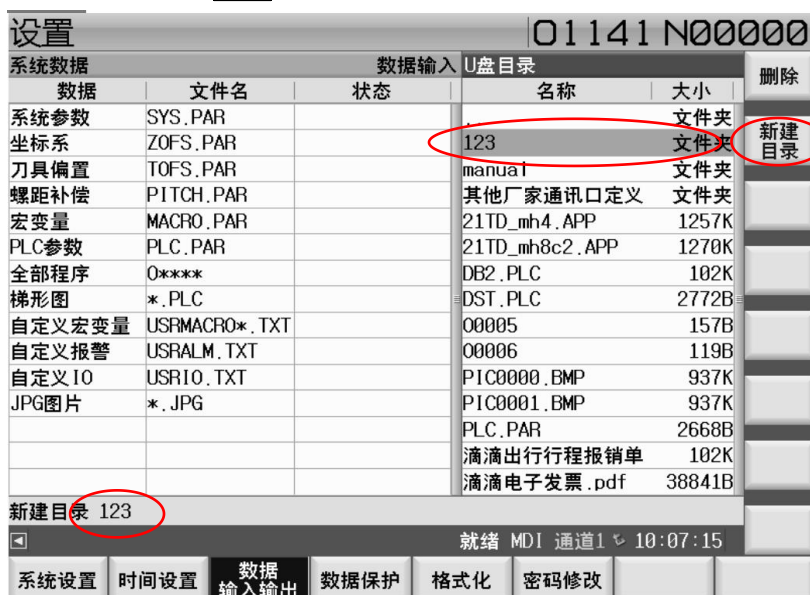 设置 O1141 N00000
系统数据 数据输入 U盘目录
数据 文件名 状态 名称 大小
系统参数 SYS.PAR .. 文件夹
坐标系 ZOFS.PAR 123 文件夹
刀具偏置 TOFS.PAR manual 文件夹
螺距补偿 PITCH.PAR 其他厂家通讯口定义 文件夹
宏变量 MACRO.PAR 21TD_mh4.APP 1257K
PLC参数 PLC.PAR 21TD_mh8c2.APP 1270K
全部程序 O**** DB2.PLC 102K
梯形图 *.PLC DST.PLC 2772B
自定义宏变量 USRMACRO*.TXT O0005 157B
自定义报警 USRALM.TXT O0006 119B
自定义IO USRIO.TXT PIC0000.BMP 937K
JPG图片 *.JPG PIC0001.BMP 937K
PLC.PAR 2668B
滴滴出行行程报销单 102K
滴滴电子发票.pdf 38841B
新建目录 123
就绪 MDI 通道1 10:07:15
删除
新建
目录
系统设置 时间设置 数据 输入输出 数据保护 格式化 密码修改